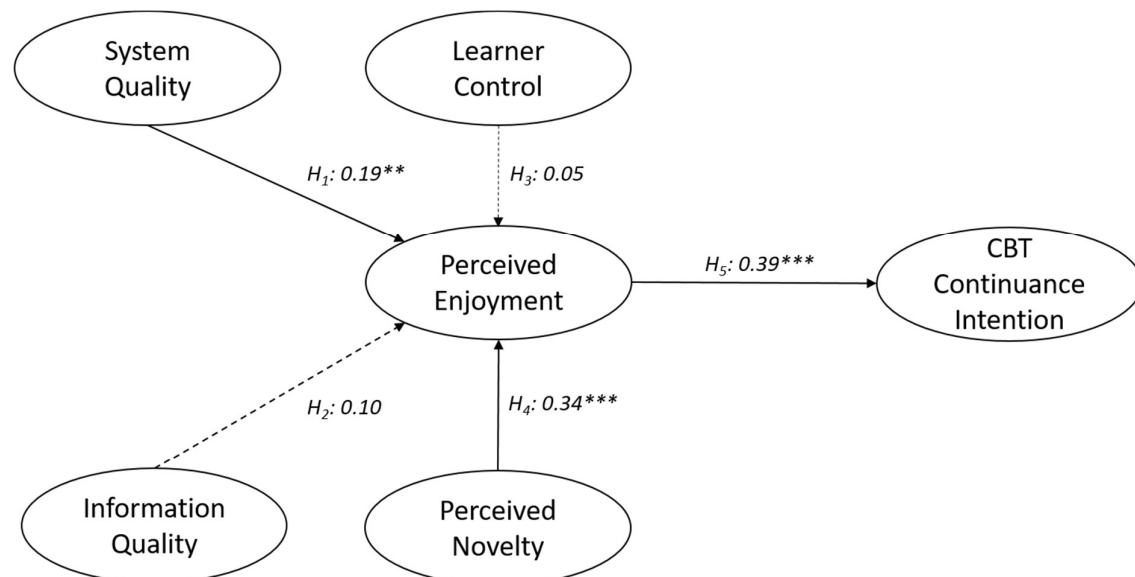 System
Quality
Learner
Control
H₁: 0.19**
H₃: 0.05
Perceived
Enjoyment
H₅: 0.39***
CBT
Continuance
Intention
H₂: 0.10
H₄: 0.34***
Information
Quality
Perceived
Novelty